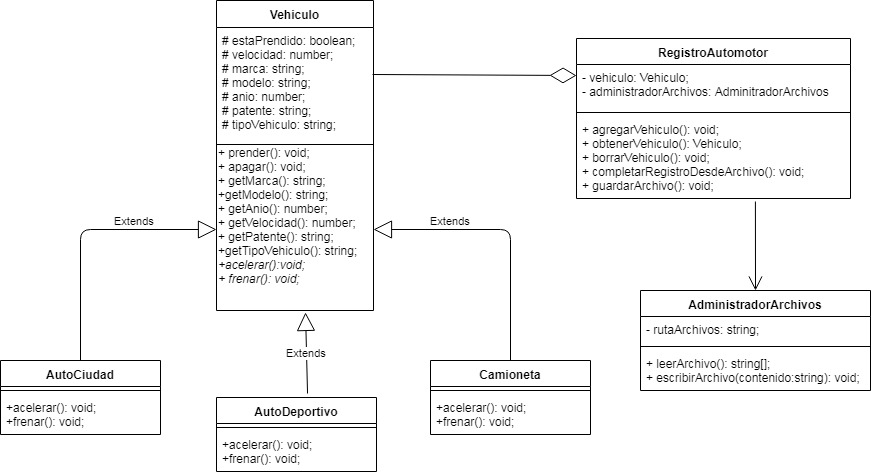 Vehiculo
# estaPrendido: boolean;
# velocidad: number;
# marca: string;
# modelo: string;
# anio: number;
# patente: string;
# tipoVehiculo: string;
+ prender(): void;
+ apagar(): void;
+ getMarca(): string;
+getModelo(): string;
+ getAnio(): number;
+ getVelocidad(): number;
+ getPatente(): string;
+getTipoVehiculo(): string;
+acelerar():void;
+ frenar(): void;
RegistroAutomotor
- vehiculo: Vehiculo;
- administradorArchivos: AdminitradorArchivos
+ agregarVehiculo(): void;
+ obtenerVehiculo(): Vehiculo;
+ borrarVehiculo(): void;
+ completarRegistroDesdeArchivo(): void;
+ guardarArchivo(): void;
Extends
Extends
Extends
AdministradorArchivos
- rutaArchivos: string;
+ leerArchivo(): string[];
+ escribirArchivo(contenido:string): void;
AutoCiudad
+acelerar(): void;
+frenar(): void;
AutoDeportivo
+acelerar(): void;
+frenar(): void;
Camioneta
+acelerar(): void;
+frenar(): void;